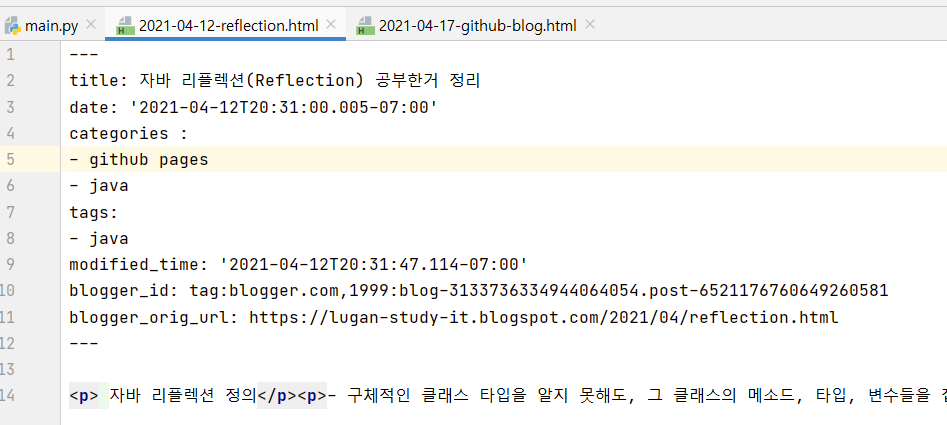 main.py
2021-04-12-reflection.html
2021-04-17-github-blog.html
1 ---
2 title: 자바 리플렉션(Reflection) 공부한거 정리
3 date: '2021-04-12T20:31:00.005-07:00'
4 categories :
5 - github pages
6 - java
7 tags:
8 - java
9 modified_time: '2021-04-12T20:31:47.114-07:00'
10 blogger_id: tag:blogger.com,1999:blog-3133736334944064054.post-6521176760649260581
11 blogger_orig_url: https://lugan-study-it.blogspot.com/2021/04/reflection.html
12 ---
13
14 <p> 자바 리플렉션 정의</p><p>- 구체적인 클래스 타입을 알지 못해도, 그 클래스의 메소드, 타입, 변수들을